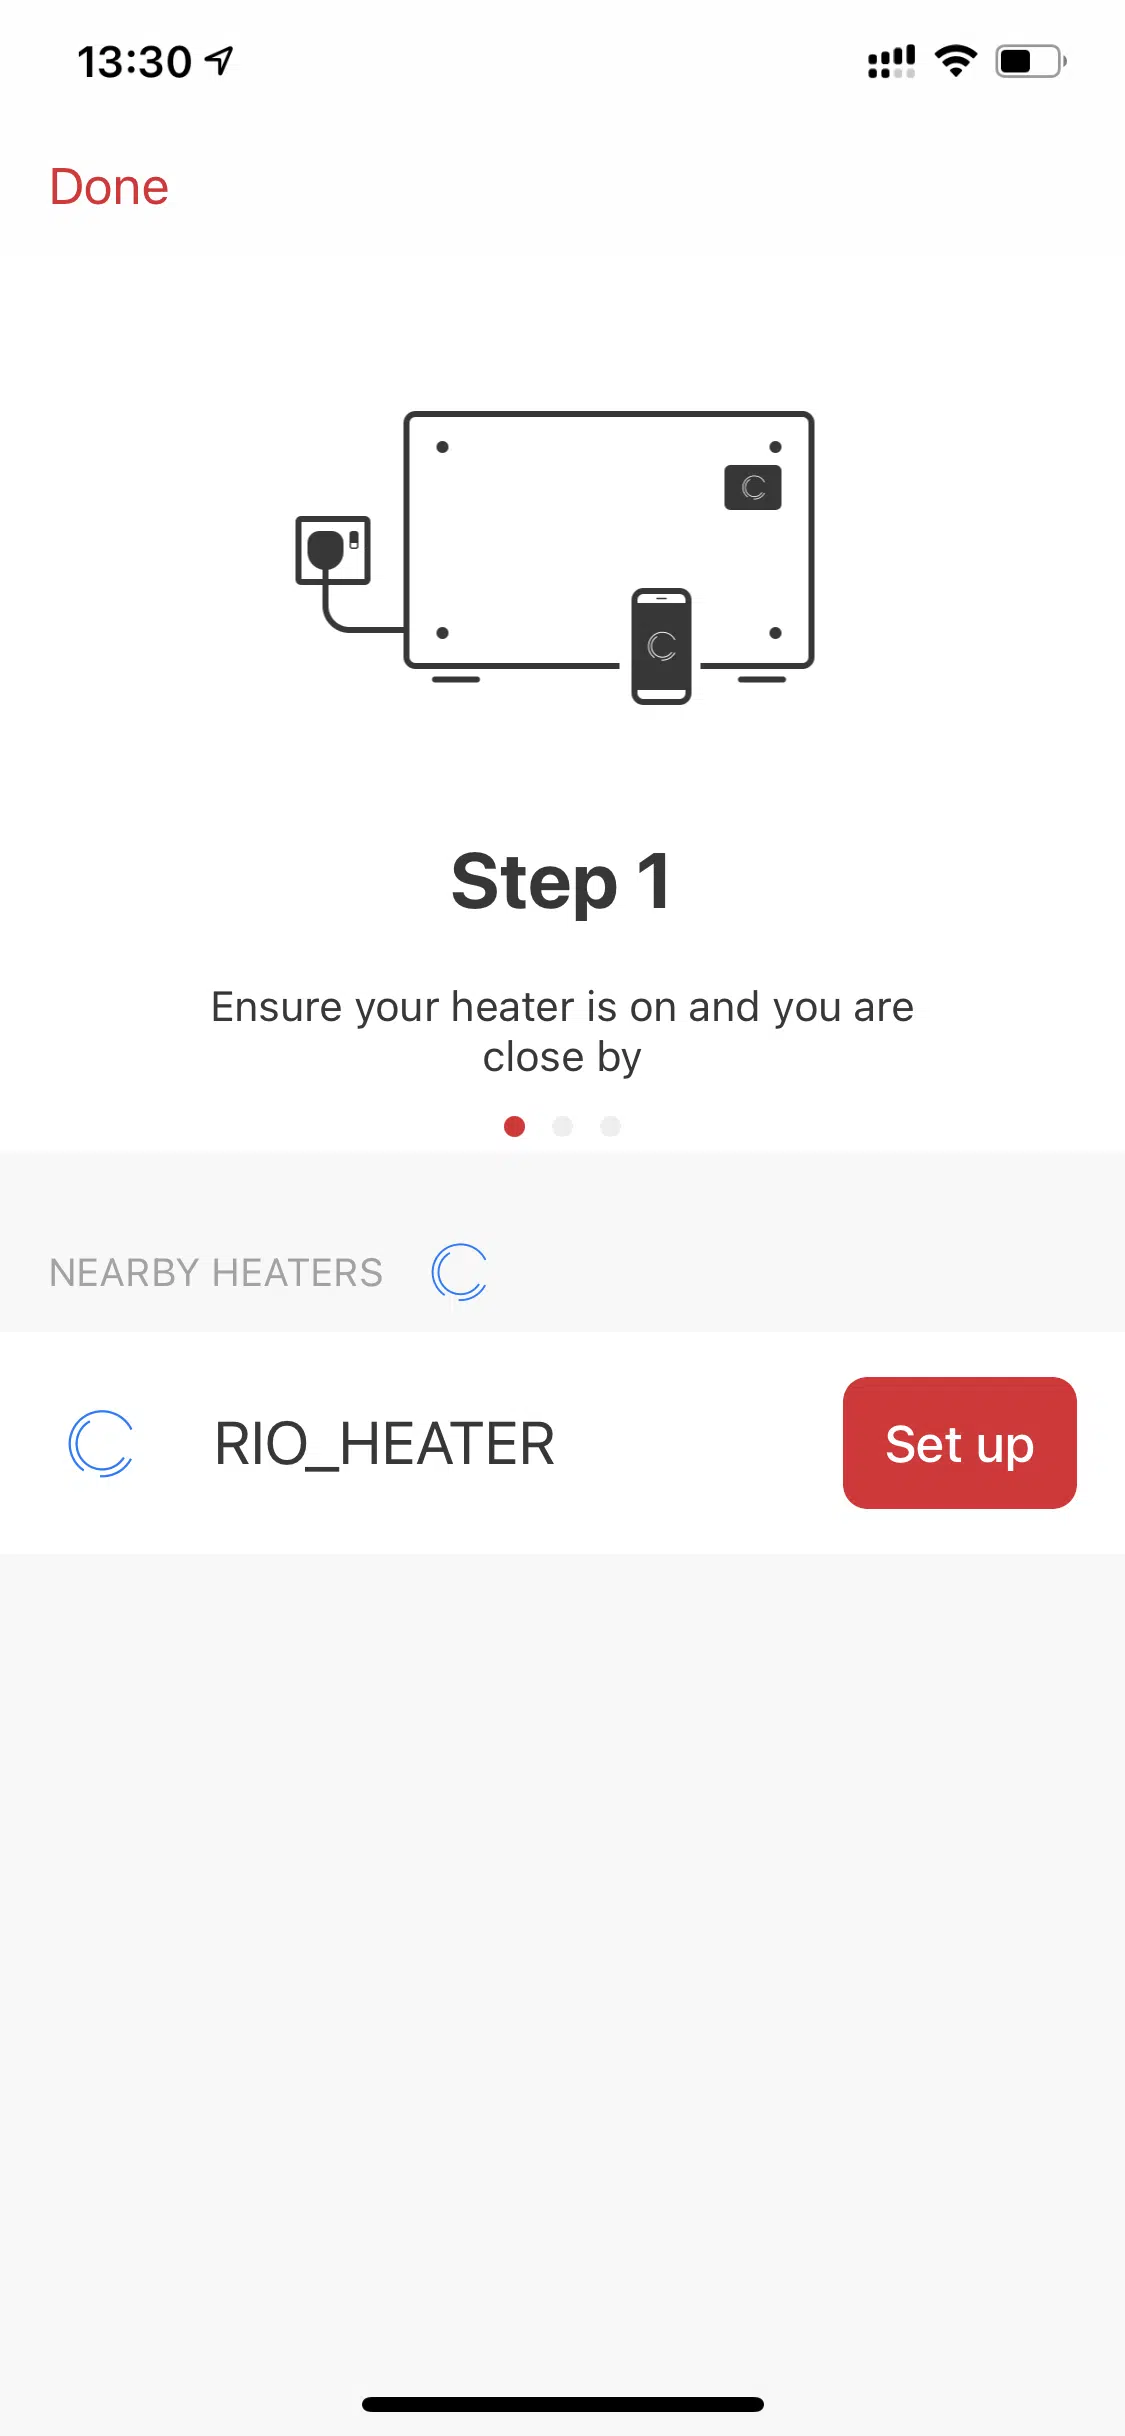 13:30
Done
Step 1
Ensure your heater is on and you are
close by
NEARBY HEATERS
RIO_HEATER
Set up